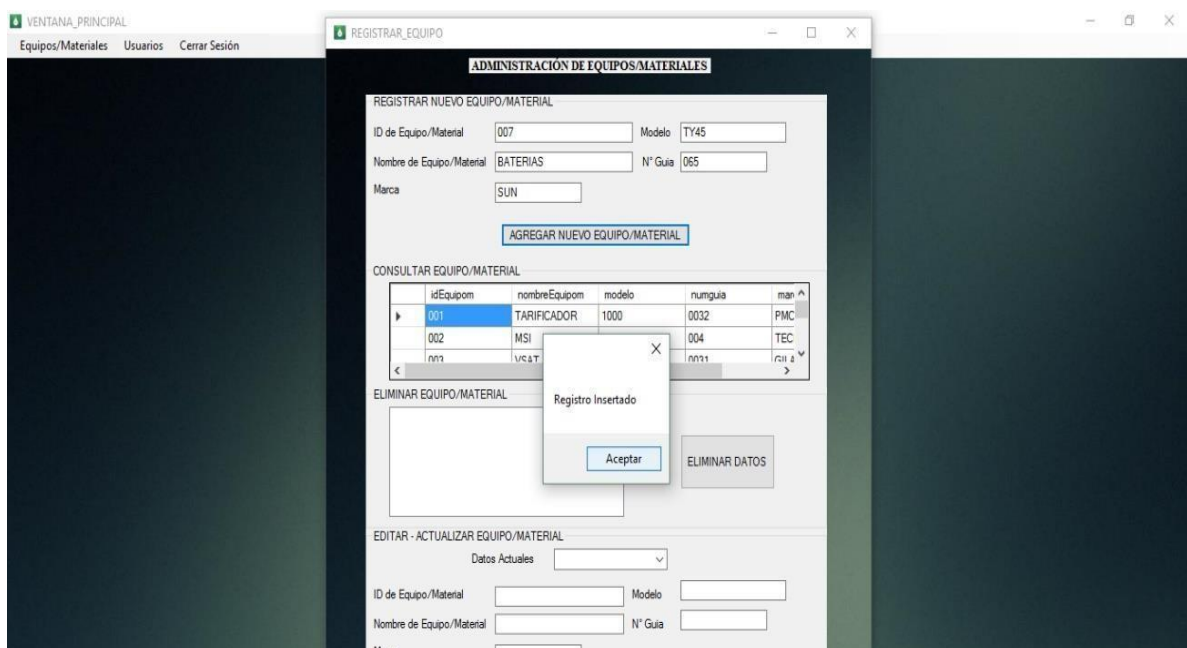 VENTANA_PRINCIPAL
Equipos/Materiales Usuarios Cerrar Sesión
REGISTRAR_EQUIPO
ADMINISTRACIÓN DE EQUIPOS/MATERIALES
REGISTRAR NUEVO EQUIPO/MATERIAL
ID de Equipo/Material 007 Modelo TY45
Nombre de Equipo/Material BATERIAS N° Guia 065
Marca SUN
AGREGAR NUEVO EQUIPO/MATERIAL
CONSULTAR EQUIPO/MATERIAL
idEquipom nombreEquipom modelo numguia mar
001 TARIFICADOR 1000 0032 PMC
002 MSI 004 TEC
003 VSAT 0031
Registro Insertado
Aceptar
ELIMINAR EQUIPO/MATERIAL
ELIMINAR DATOS
EDITAR - ACTUALIZAR EQUIPO/MATERIAL
Datos Actuales
ID de Equipo/Material Modelo
Nombre de Equipo/Material N° Guia